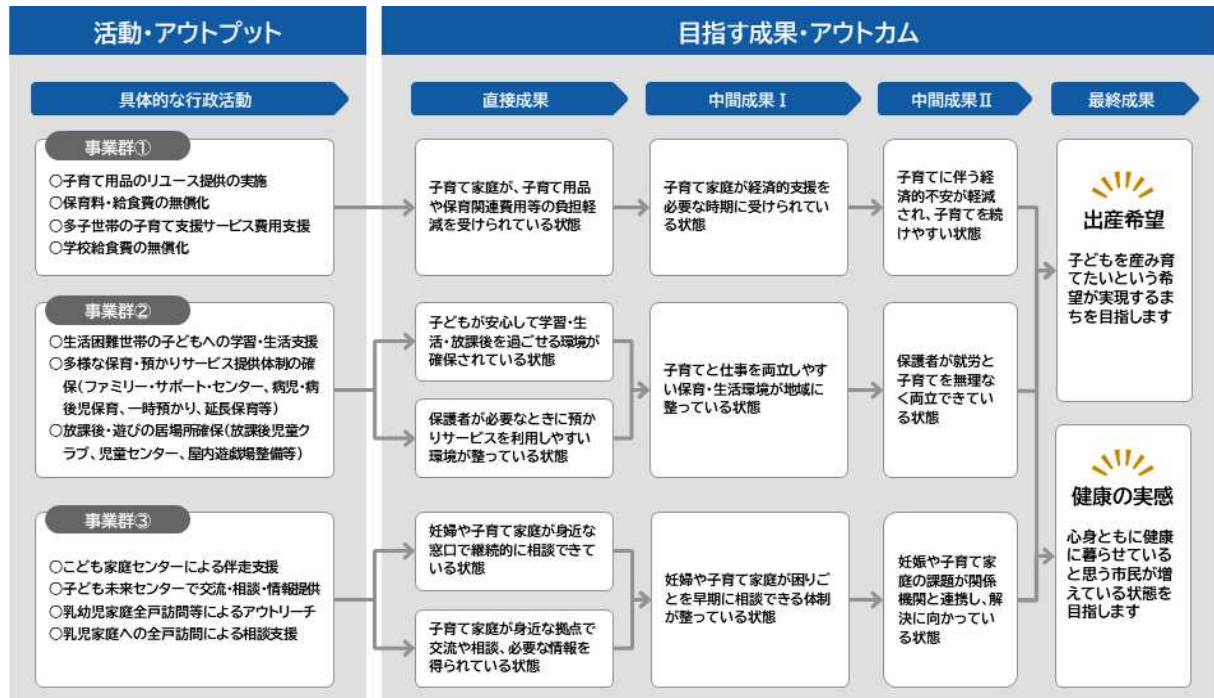 活動・アウトプット
目指す成果・アウトカム
具体的な行政活動
直接成果
中間成果Ⅰ
中間成果Ⅱ
最終成果
事業群①
○子育て用品のリユース提供の実施
○保育料・給食費の無償化
○多子世帯の子育て支援サービス費用支援
○学校給食費の無償化
子育て家庭が、子育て用品
や保育関連費用等の負担軽
減を受けられている状態
子育て家庭が経済的支援を
必要な時期に受けられてい
る状態
子育てに伴う経
済的不安が軽減
され、子育てを続
けやすい状態
事業群②
○生活困難世帯の子どもへの学習・生活支援
○多様な保育・預かりサービス提供体制の確
保(ファミリー・サポート・センター、病児・病
後児保育、一時預かり、延長保育等)
○放課後・遊びの居場所確保(放課後児童ク
ラブ、児童センター、屋内遊戯場整備等)
子どもが安心して学習・生
活・放課後を過ごせる環境が
確保されている状態
保護者が必要なときに預か
りサービスを利用しやすい
環境が整っている状態
子育てと仕事を両立しやす
い保育・生活環境が地域に
整っている状態
保護者が就労と
子育てを無理な
く両立できてい
る状態
事業群③
○こども家庭センターによる伴走支援
○子ども未来センターで交流・相談・情報提供
○乳幼児家庭全戸訪問等によるアウトリーチ
○乳児家庭への全戸訪問による相談支援
妊婦や子育て家庭が身近な
窓口で継続的に相談できて
いる状態
子育て家庭が身近な拠点で
交流や相談、必要な情報を
得られている状態
妊婦や子育て家庭が困りご
とを早期に相談できる体制
が整っている状態
妊娠や子育て家
庭の課題が関係
機関と連携し、解
決に向かってい
る状態
出産希望
子どもを産み育
てたいという希
望が実現するま
ちを目指します
健康の実感
心身ともに健康
に暮らせている
と思う市民が増
えている状態を
目指します